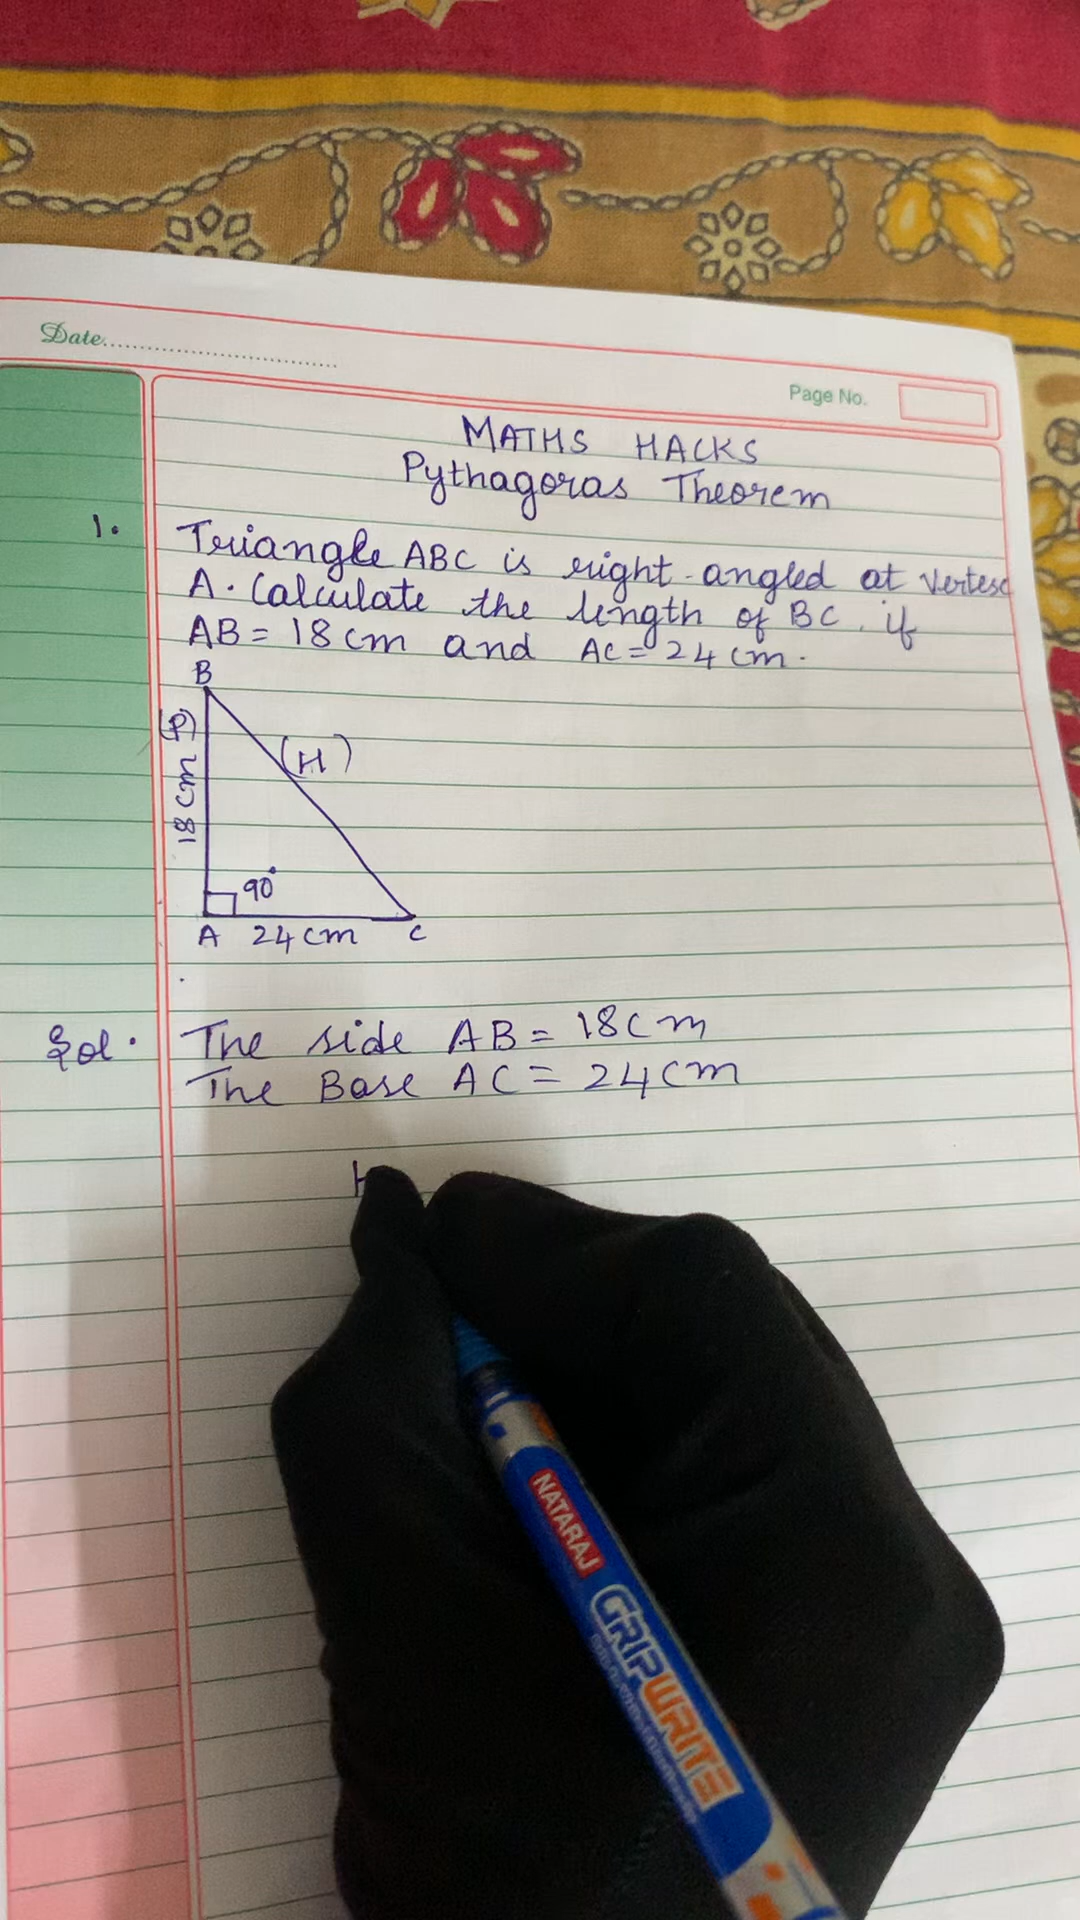 Date
Page No.
MATHS HACKS
Pythagoras Theorem
1. Triangle ABC is right-angled at vertex
A. Calculate the length of BC, if
AB = 18 cm and AC = 24 cm.
B
(P)
(H)
18 cm
90°
A 24 cm C
Sol. The side AB = 18 cm
The Base AC = 24 cm
H
NATARAJ
GRIPWRITE